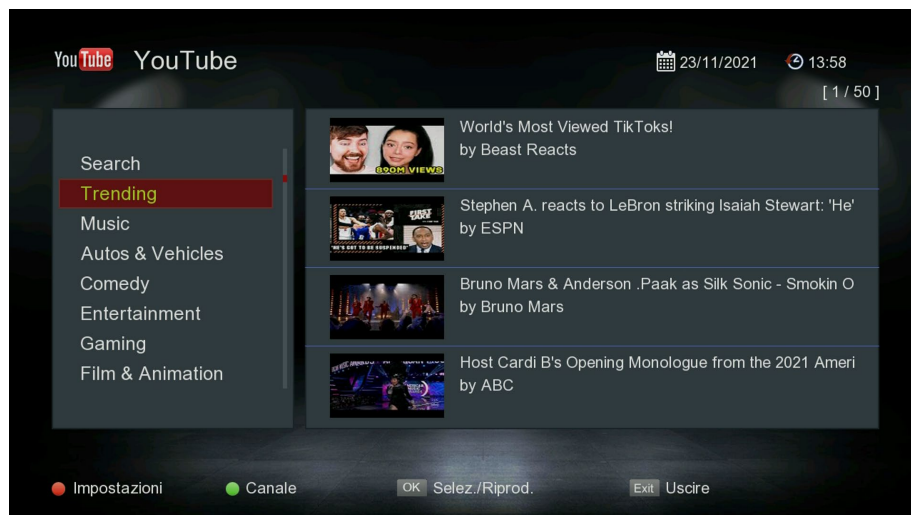 YouTube YouTube
23/11/2021 13:58
[ 1 / 50 ]
Search
Trending
Music
Autos & Vehicles
Comedy
Entertainment
Gaming
Film & Animation
890M VIEWS
World's Most Viewed TikToks!
by Beast Reacts
FIRST
TAKE
"HE'S GOT TO BE SUSPENDED"
Stephen A. reacts to LeBron striking Isaiah Stewart: 'He'
by ESPN
Bruno Mars & Anderson .Paak as Silk Sonic - Smokin O
by Bruno Mars
Host Cardi B's Opening Monologue from the 2021 Ameri
by ABC
Impostazioni Canale OK Selez./Riprod. Exit Uscire